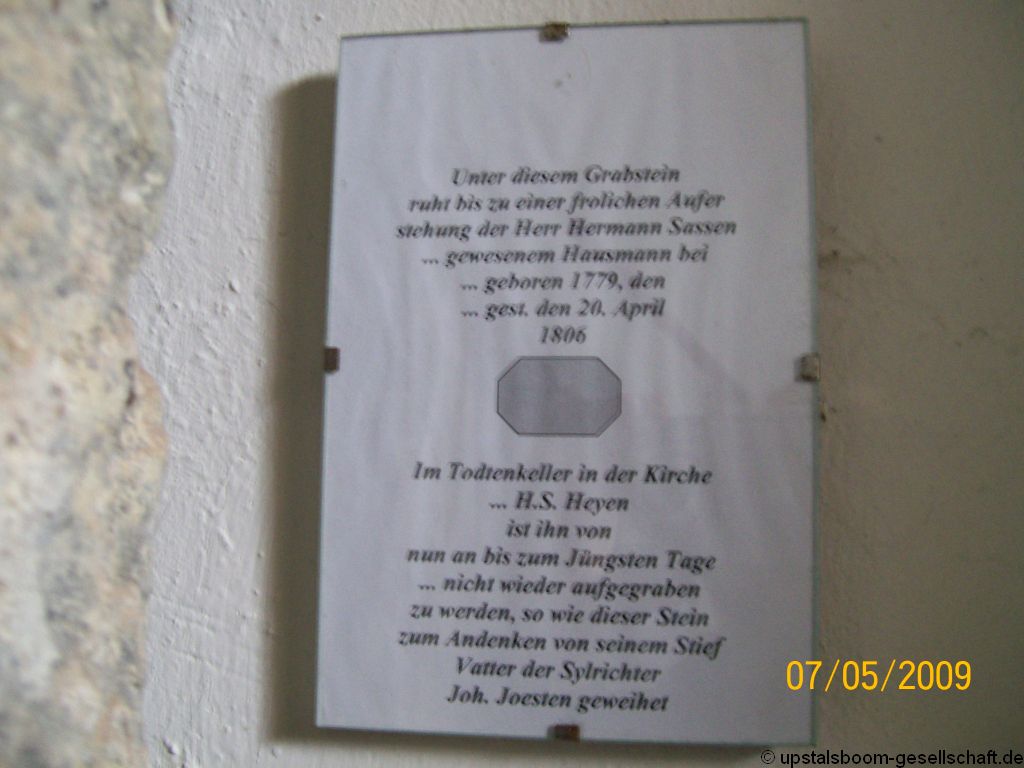 Unter diesem Grabstein
ruht bis zu einer frolichen Aufer
stehung der Herr Hermann Sassen
... gewesenem Hausmann bei
... geboren 1779, den
... gest. den 20. April
1806
Im Todtenkeller in der Kirche
... H.S. Heyen
ist ihn von
nun an bis zum Jüngsten Tage
... nicht wieder aufgegraben
zu werden, so wie dieser Stein
zum Andenken von seinem Stief
Vatter der Sylrichter
Joh. Joesten geweihet
07/05/2009
© upstalsboom-gesellschaft.de